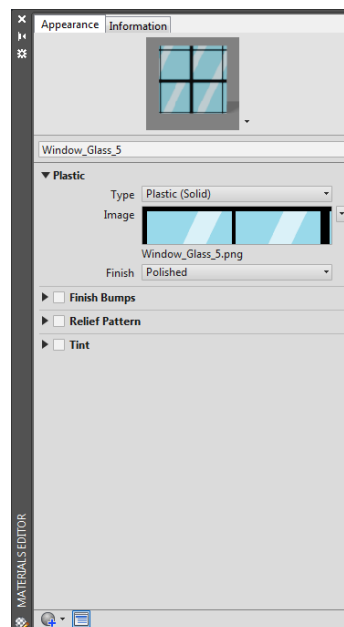 Appearance Information
Window_Glass_5
Plastic
Type Plastic (Solid)
Image
Window_Glass_5.png
Finish Polished
Finish Bumps
Relief Pattern
Tint
MATERIALS EDITOR